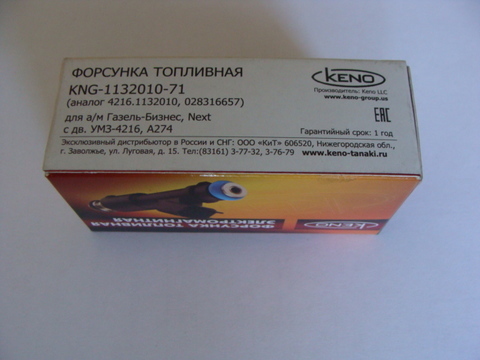 ФОРСУНКА ТОПЛИВНАЯ
KNG-1132010-71
(аналог 4216.1132010, 028316657)
для а/м Газель-Бизнес, Next
с дв. УМЗ-4216, А274
KENO
Производитель: Keno LLC
www.keno-group.us
EAC
Гарантийный срок: 1 год
Эксклюзивный дистрибьютор в России и СНГ: ООО «КиТ» 606520, Нижегородская обл.,
г. Заволжье, ул. Луговая, д. 15. Тел:(83161) 3-77-32, 3-76-79
www.keno-tanaki.ru
ФОРСУНКА ТОПЛИВНАЯ
ЭЛЕКТРОМАГНИТНАЯ
KENO